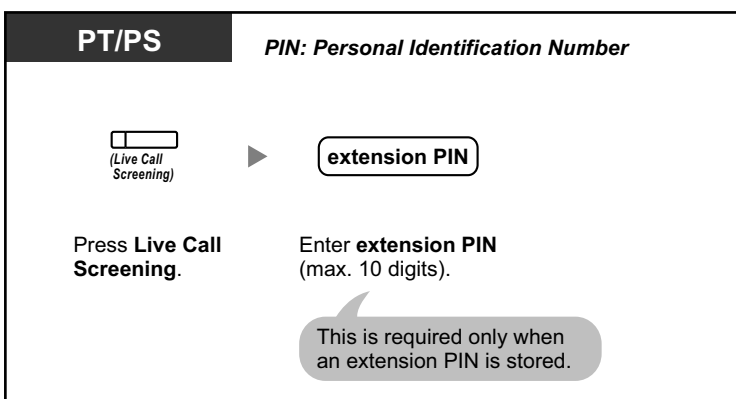 PT/PS
PIN: Personal Identification Number
(Live Call
Screening)
extension PIN
Press Live Call
Screening.
Enter extension PIN
(max. 10 digits).
This is required only when
an extension PIN is stored.